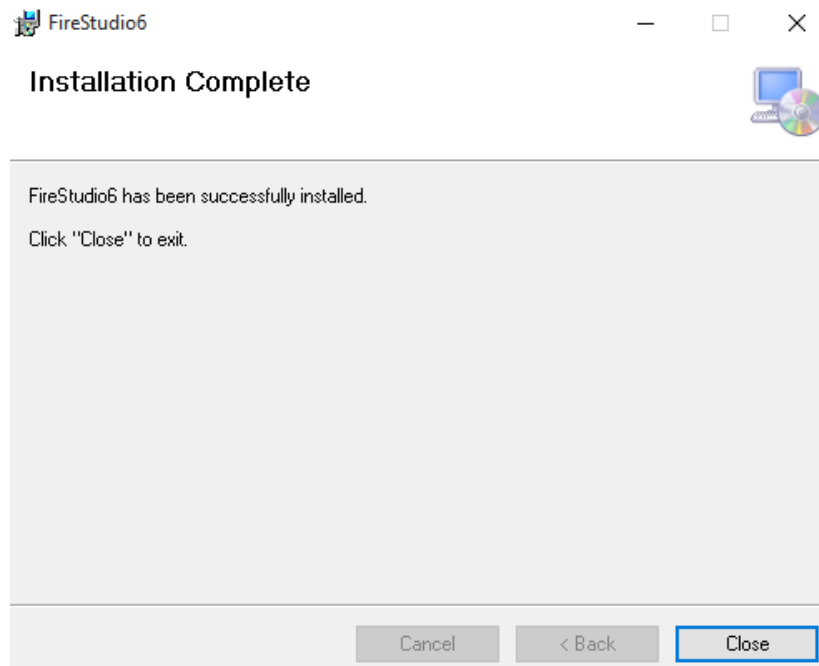 FireStudio6
Installation Complete
FireStudio6 has been successfully installed.
Click "Close" to exit.
Cancel
< Back
Close